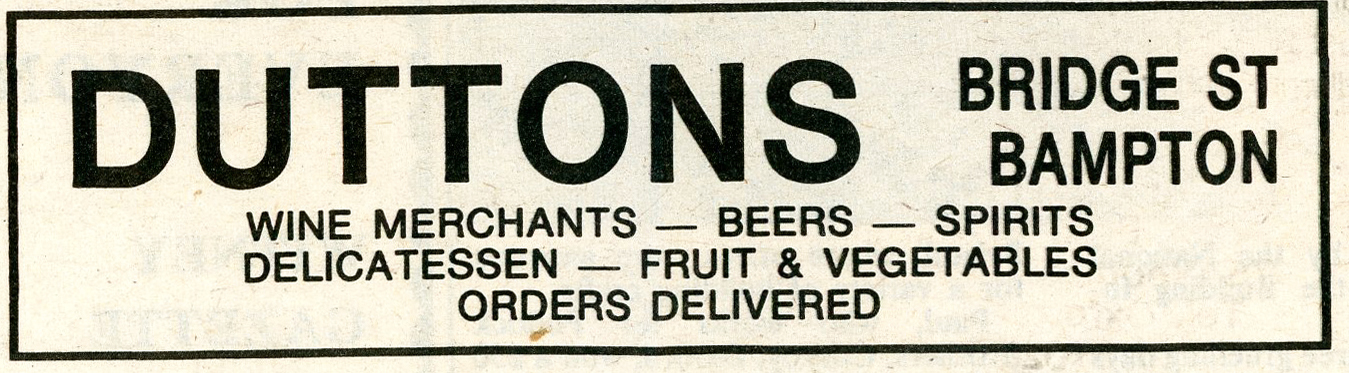 DUTTONS
BRIDGE ST
BAMPTON
WINE MERCHANTS — BEERS — SPIRITS
DELICATESSEN — FRUIT & VEGETABLES
ORDERS DELIVERED